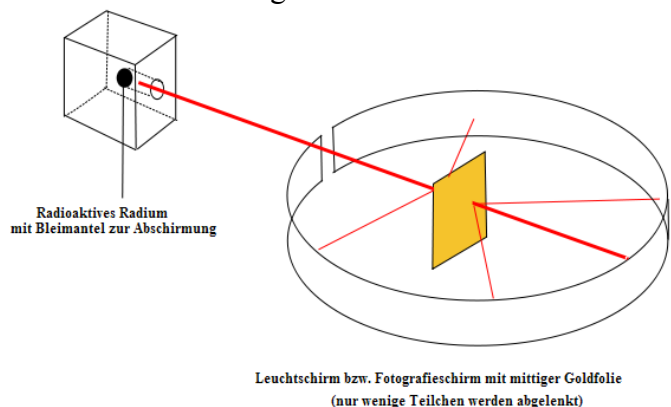 Radioaktives Radium
mit Bleimantel zur Abschirmung
Leuchtschirm bzw. Fotografieschirm mit mittiger Goldfolie
(nur wenige Teilchen werden abgelenkt)